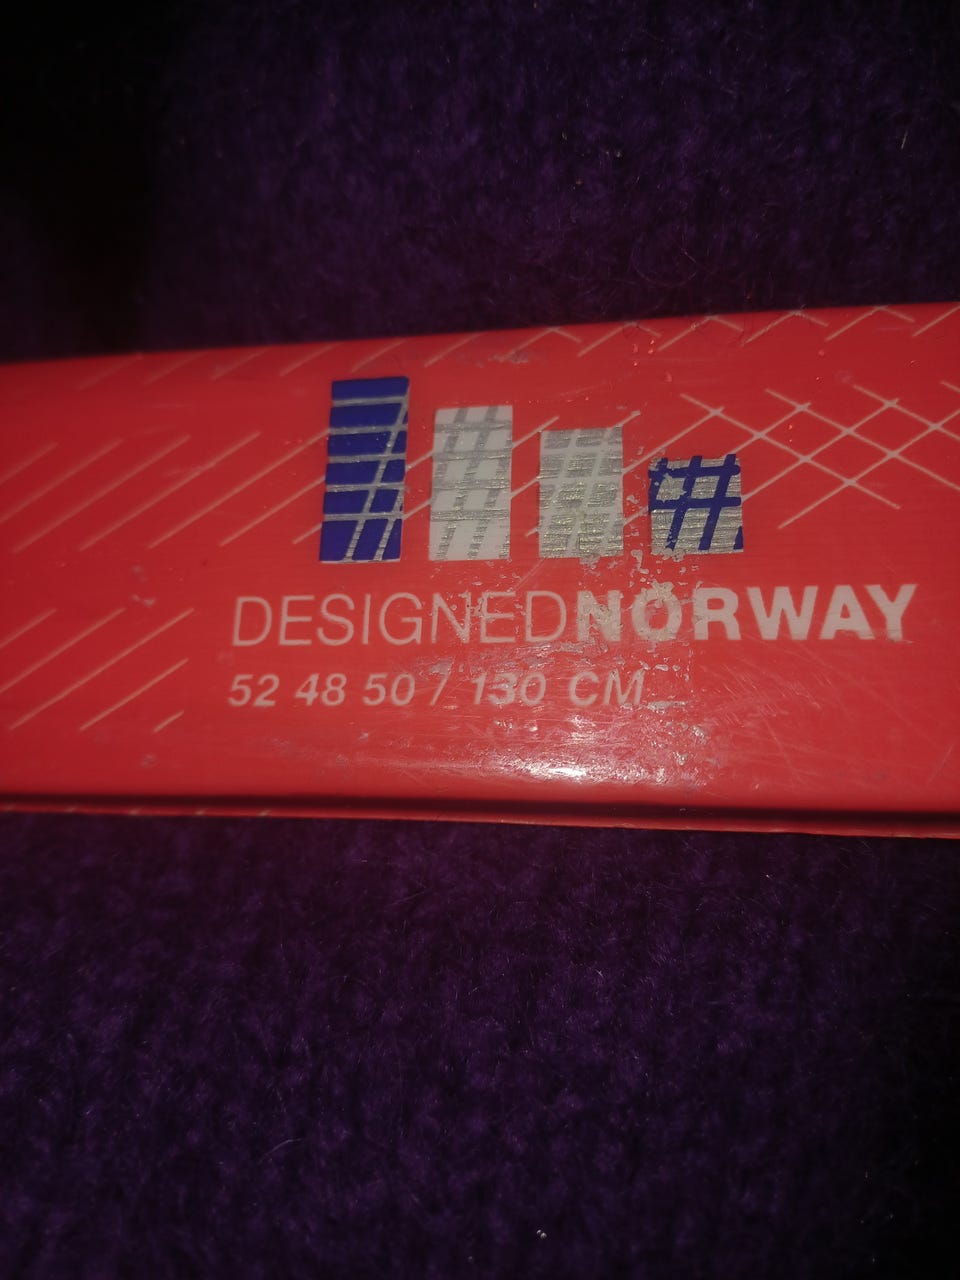 DESIGNEDNORWAY
52 48 50 / 130 CM